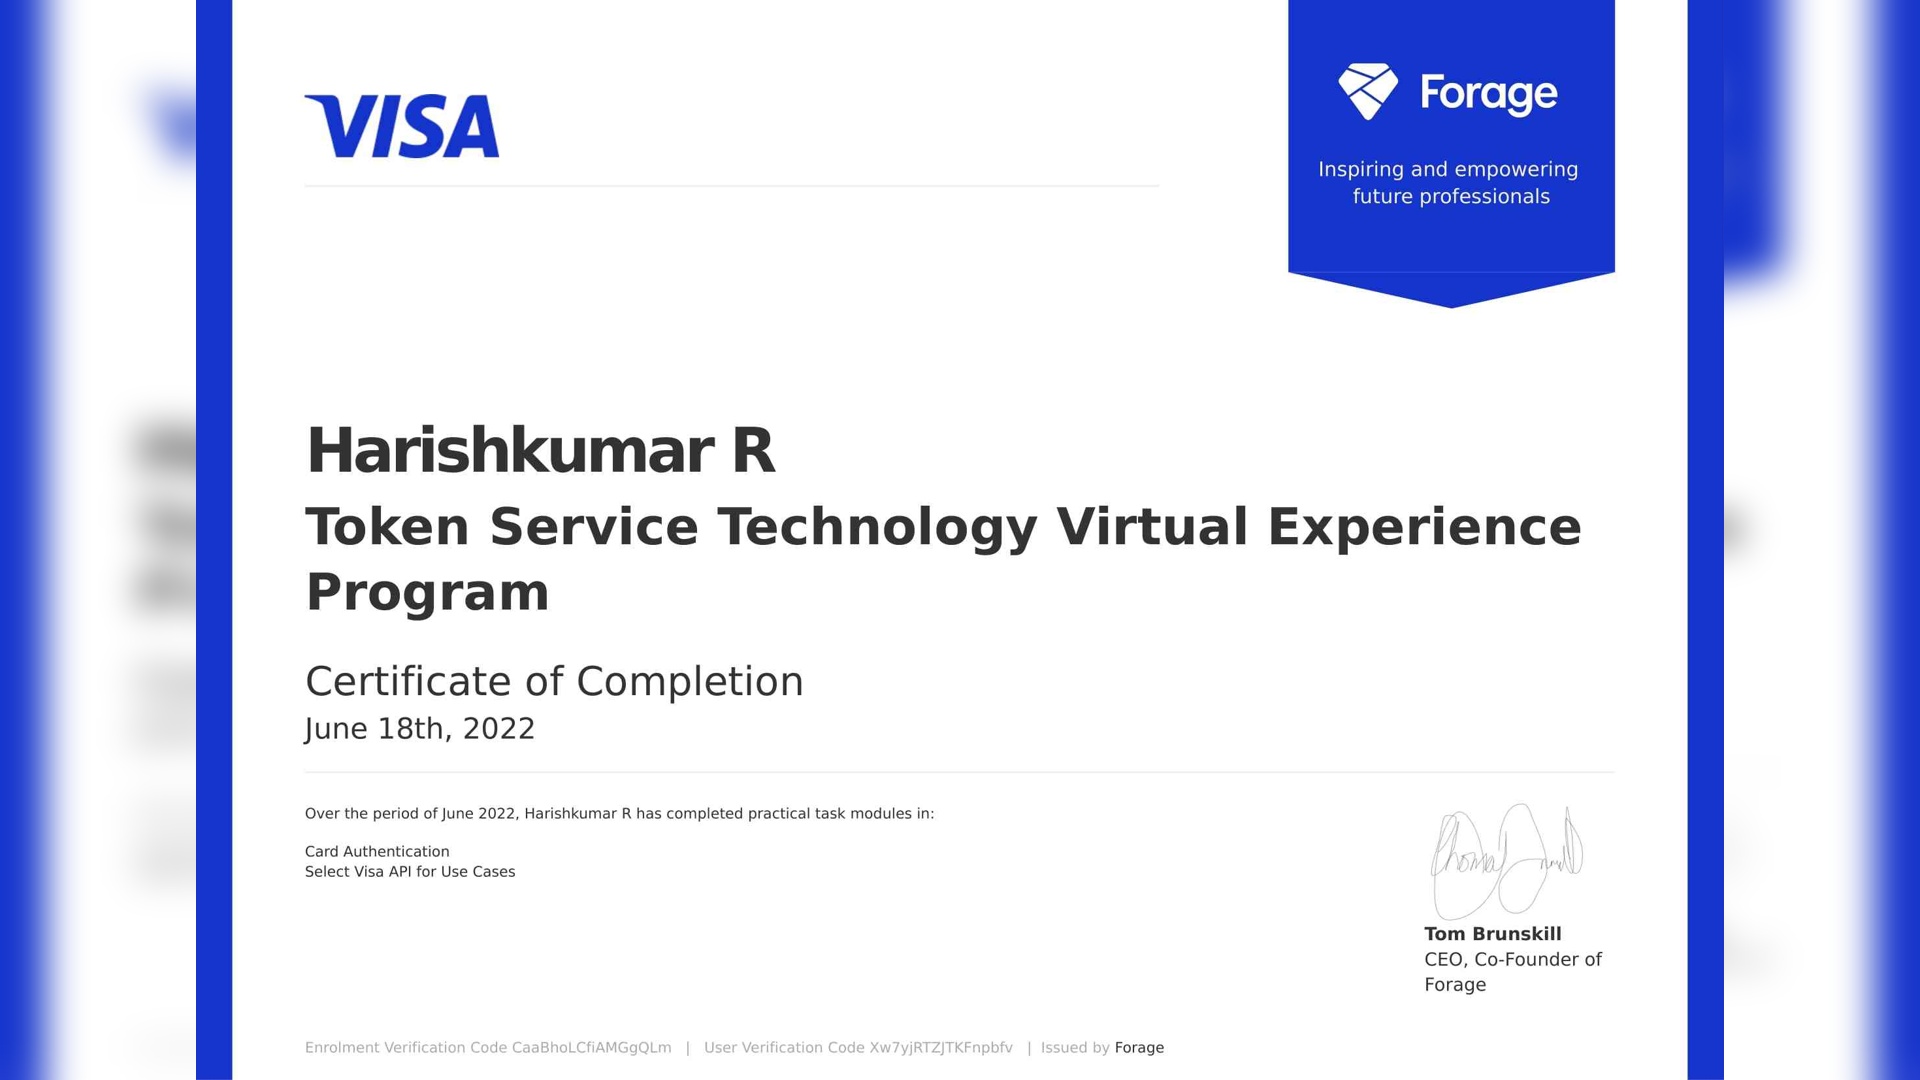 VISA
Forage
Inspiring and empowering
future professionals
Harishkumar R
Token Service Technology Virtual Experience
Program
Certificate of Completion
June 18th, 2022
Over the period of June 2022, Harishkumar R has completed practical task modules in:
Card Authentication
Select Visa API for Use Cases
Tom Brunskill
CEO, Co-Founder of
Forage
Enrolment Verification Code CaaBhoLCfiAMGgQLm | User Verification Code Xw7yjRTZJTKFnpbfv | Issued by Forage